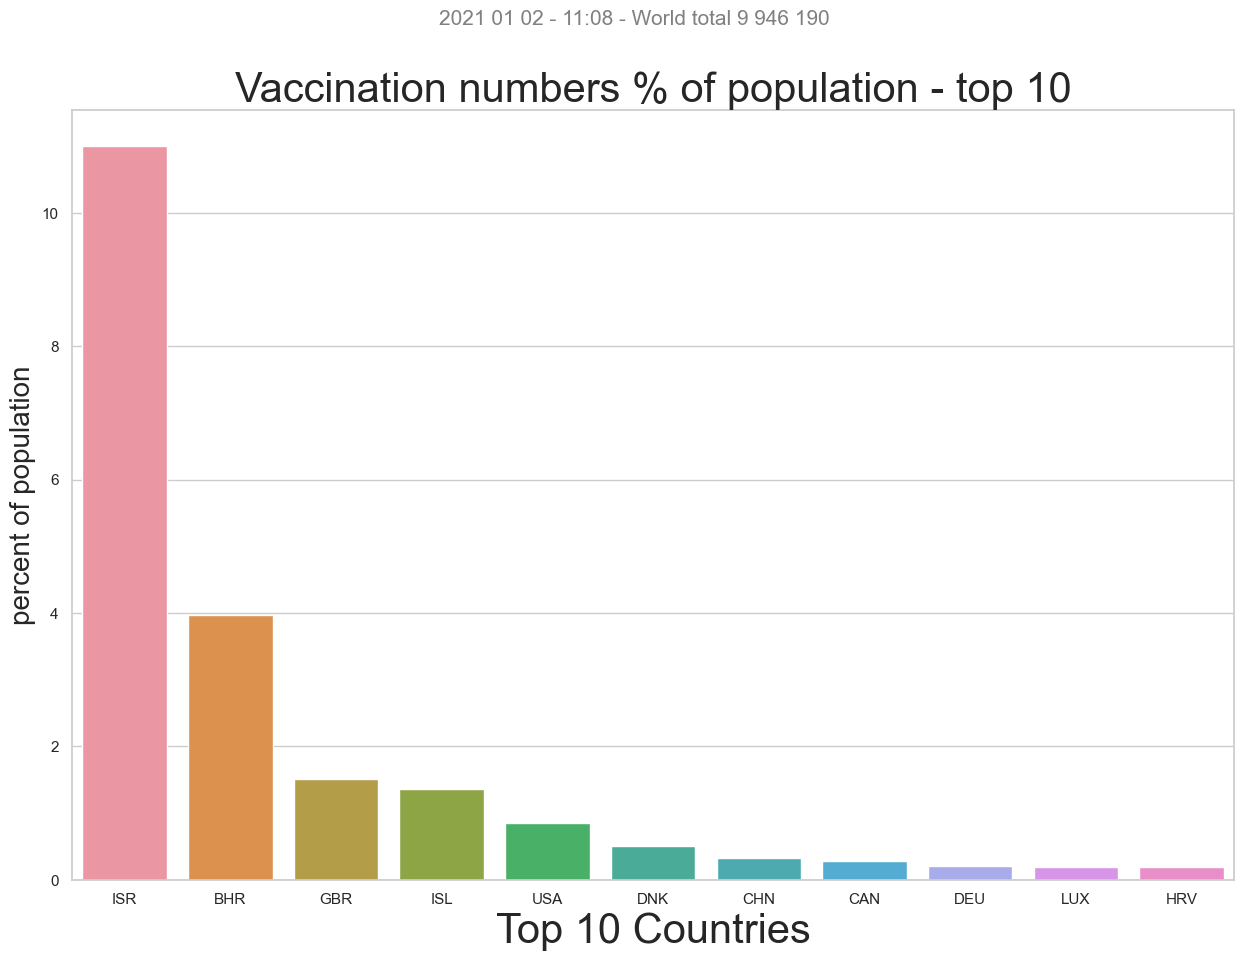 2021 01 02 - 11:08 - World total 9 946 190
Vaccination numbers % of population - top 10
percent of population
10
8
6
4
2
0
ISR BHR GBR ISL USA DNK CHN CAN DEU LUX HRV
Top 10 Countries